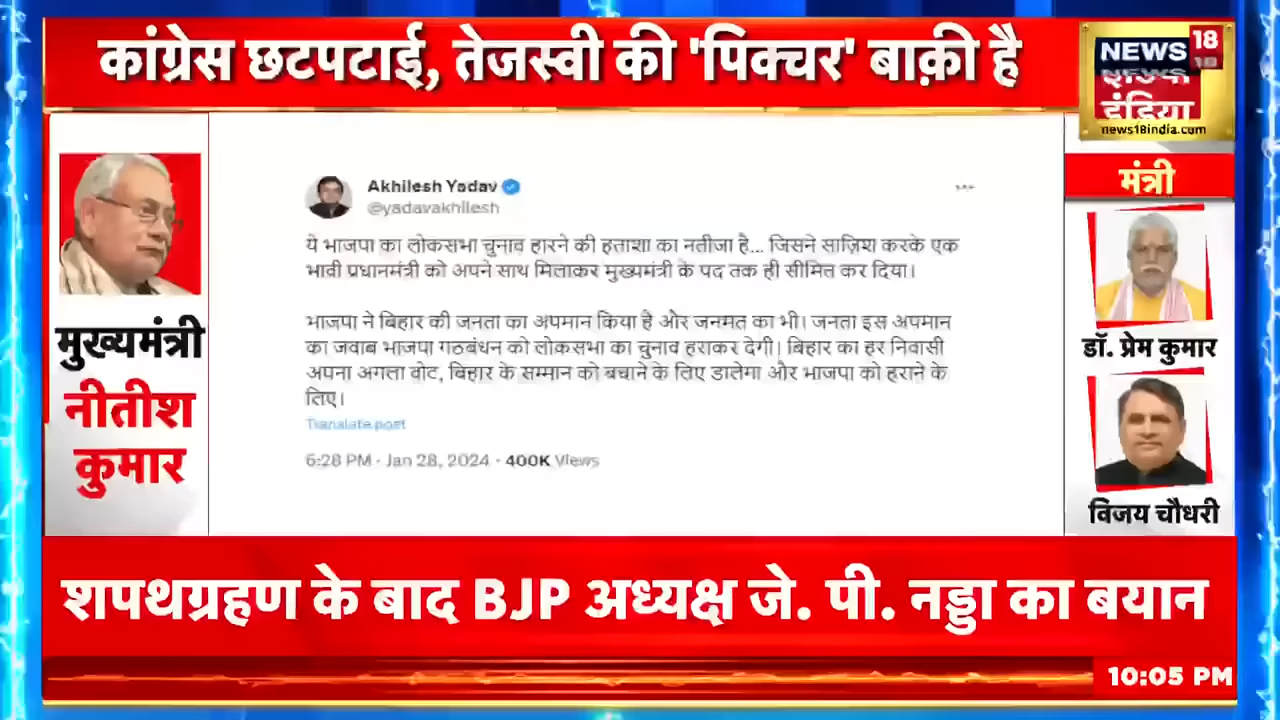 कांग्रेस छटपटाई, तेजस्वी की 'पिक्चर' बाक़ी है
NEWS 18
इंडिया
news18india.com
मुख्यमंत्री
नीतीश
कुमार
Akhilesh Yadav
@yadavakhilesh
ये भाजपा का लोकसभा चुनाव हारने की हताशा का नतीजा है... जिसने साज़िश करके एक
भावी प्रधानमंत्री को अपने साथ मिलाकर मुख्यमंत्री के पद तक ही सीमित कर दिया।
भाजपा ने बिहार की जनता का अपमान किया है और जनमत का भी। जनता इस अपमान
का जवाब भाजपा गठबंधन को लोकसभा का चुनाव हराकर देगी। बिहार का हर निवासी
अपना अगला वोट, बिहार के सम्मान को बचाने के लिए डालेगा और भाजपा को हराने के
लिए।
Translate post
6:28 PM · Jan 28, 2024 · 400K Views
मंत्री
डॉ. प्रेम कुमार
विजय चौधरी
शपथग्रहण के बाद BJP अध्यक्ष जे. पी. नड्डा का बयान
10:05 PM